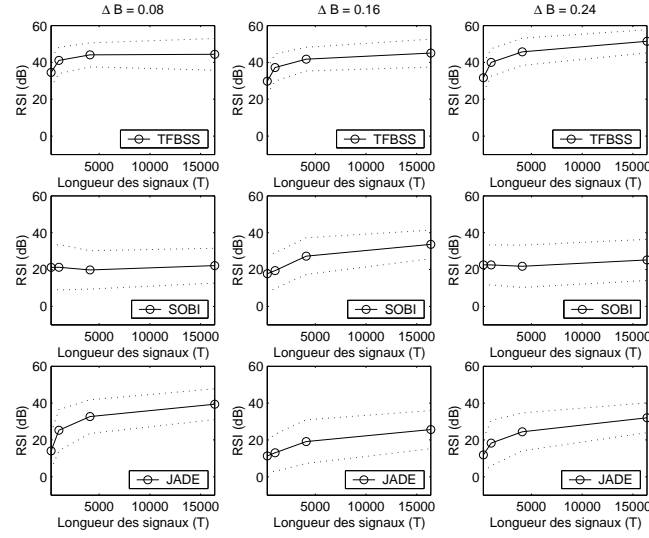 Δ B = 0.08
Δ B = 0.16
Δ B = 0.24
60
40
20
0
RSI (dB)
TFBSS
5000 10000 15000
Longueur des signaux (T)
60
40
20
0
RSI (dB)
TFBSS
5000 10000 15000
Longueur des signaux (T)
60
40
20
0
RSI (dB)
TFBSS
5000 10000 15000
Longueur des signaux (T)
60
40
20
0
RSI (dB)
SOBI
5000 10000 15000
Longueur des signaux (T)
60
40
20
0
RSI (dB)
SOBI
5000 10000 15000
Longueur des signaux (T)
60
40
20
0
RSI (dB)
SOBI
5000 10000 15000
Longueur des signaux (T)
60
40
20
0
RSI (dB)
JADE
5000 10000 15000
Longueur des signaux (T)
60
40
20
0
RSI (dB)
JADE
5000 10000 15000
Longueur des signaux (T)
60
40
20
0
RSI (dB)
JADE
5000 10000 15000
Longueur des signaux (T)